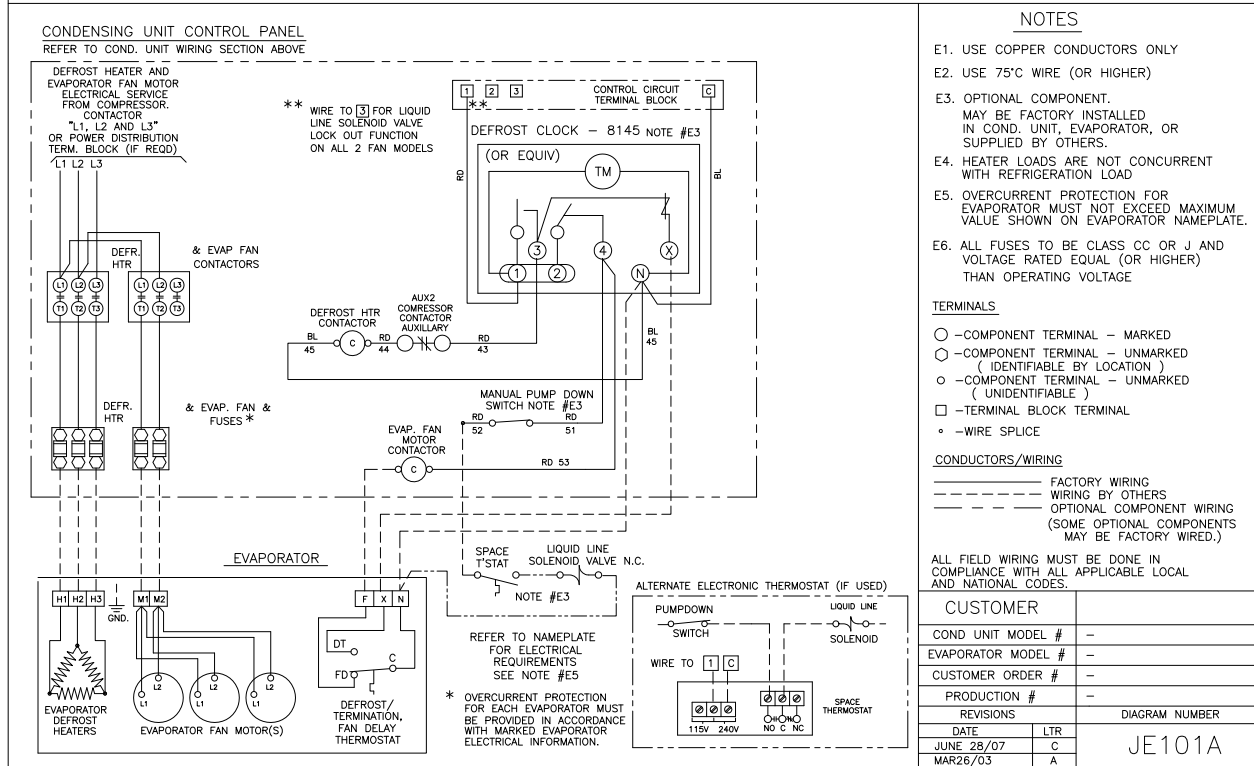 CONDENSING UNIT CONTROL PANEL
REFER TO COND. UNIT WIRING SECTION ABOVE
DEFROST HEATER AND
EVAPORATOR FAN MOTOR
ELECTRICAL SERVICE
FROM COMPRESSOR.
CONTACTOR
"L1, L2 AND L3"
OR POWER DISTRIBUTION
TERM. BLOCK (IF REQD)
L1 L2 L3
** WIRE TO 3 FOR LIQUID
LINE SOLENOID VALVE
LOCK OUT FUNCTION
ON ALL 2 FAN MODELS
1 2 3
**
CONTROL CIRCUIT
TERMINAL BLOCK
C
DEFROST CLOCK – 8145 NOTE #E3
(OR EQUIV)
TM
RD
BL
3 4 X
1 2 N
DEFR.
HTR
& EVAP FAN
CONTACTORS
L1 L2 L3
T1 T2 T3
L1 L2 L3
T1 T2 T3
DEFROST HTR
CONTACTOR
AUX2
COMRESSOR
CONTACTOR
AUXILLARY
BL
45
C
RD
44
RD
43
BL
45
MANUAL PUMP DOWN
SWITCH NOTE #E3
RD
52
RD
51
DEFR.
HTR
& EVAP. FAN &
FUSES *
EVAP. FAN
MOTOR
CONTACTOR
C
RD 53
EVAPORATOR
H1 H2 H3
GND.
M1 M2
F X N
EVAPORATOR
DEFROST
HEATERS
L2
L1
L2
L1
L2
L1
EVAPORATOR FAN MOTOR(S)
DT
C
FD
DEFROST/
TERMINATION,
FAN DELAY
THERMOSTAT
SPACE
T'STAT
LIQUID LINE
SOLENOID VALVE N.C.
NOTE #E3
REFER TO NAMEPLATE
FOR ELECTRICAL
REQUIREMENTS
SEE NOTE #E5
* OVERCURRENT PROTECTION
FOR EACH EVAPORATOR MUST
BE PROVIDED IN ACCORDANCE
WITH MARKED EVAPORATOR
ELECTRICAL INFORMATION.
ALTERNATE ELECTRONIC THERMOSTAT (IF USED)
PUMPDOWN
SWITCH
LIQUID LINE
SOLENOID
WIRE TO 1 C
115V 240V
NO C NC
SPACE
THERMOSTAT
NOTES
E1. USE COPPER CONDUCTORS ONLY
E2. USE 75°C WIRE (OR HIGHER)
E3. OPTIONAL COMPONENT.
MAY BE FACTORY INSTALLED
IN COND. UNIT, EVAPORATOR, OR
SUPPLIED BY OTHERS.
E4. HEATER LOADS ARE NOT CONCURRENT
WITH REFRIGERATION LOAD
E5. OVERCURRENT PROTECTION FOR
EVAPORATOR MUST NOT EXCEED MAXIMUM
VALUE SHOWN ON EVAPORATOR NAMEPLATE.
E6. ALL FUSES TO BE CLASS CC OR J AND
VOLTAGE RATED EQUAL (OR HIGHER)
THAN OPERATING VOLTAGE
TERMINALS
–COMPONENT TERMINAL – MARKED
–COMPONENT TERMINAL – UNMARKED
( IDENTIFIABLE BY LOCATION )
–COMPONENT TERMINAL – UNMARKED
( UNIDENTIFIABLE )
–TERMINAL BLOCK TERMINAL
–WIRE SPLICE
CONDUCTORS/WIRING
FACTORY WIRING
WIRING BY OTHERS
OPTIONAL COMPONENT WIRING
(SOME OPTIONAL COMPONENTS
MAY BE FACTORY WIRED.)
ALL FIELD WIRING MUST BE DONE IN
COMPLIANCE WITH ALL APPLICABLE LOCAL
AND NATIONAL CODES.
CUSTOMER
COND UNIT MODEL # –
EVAPORATOR MODEL # –
CUSTOMER ORDER # –
PRODUCTION # –
REVISIONS DIAGRAM NUMBER
DATE LTR
JUNE 28/07 C
MAR26/03 A
JE101A